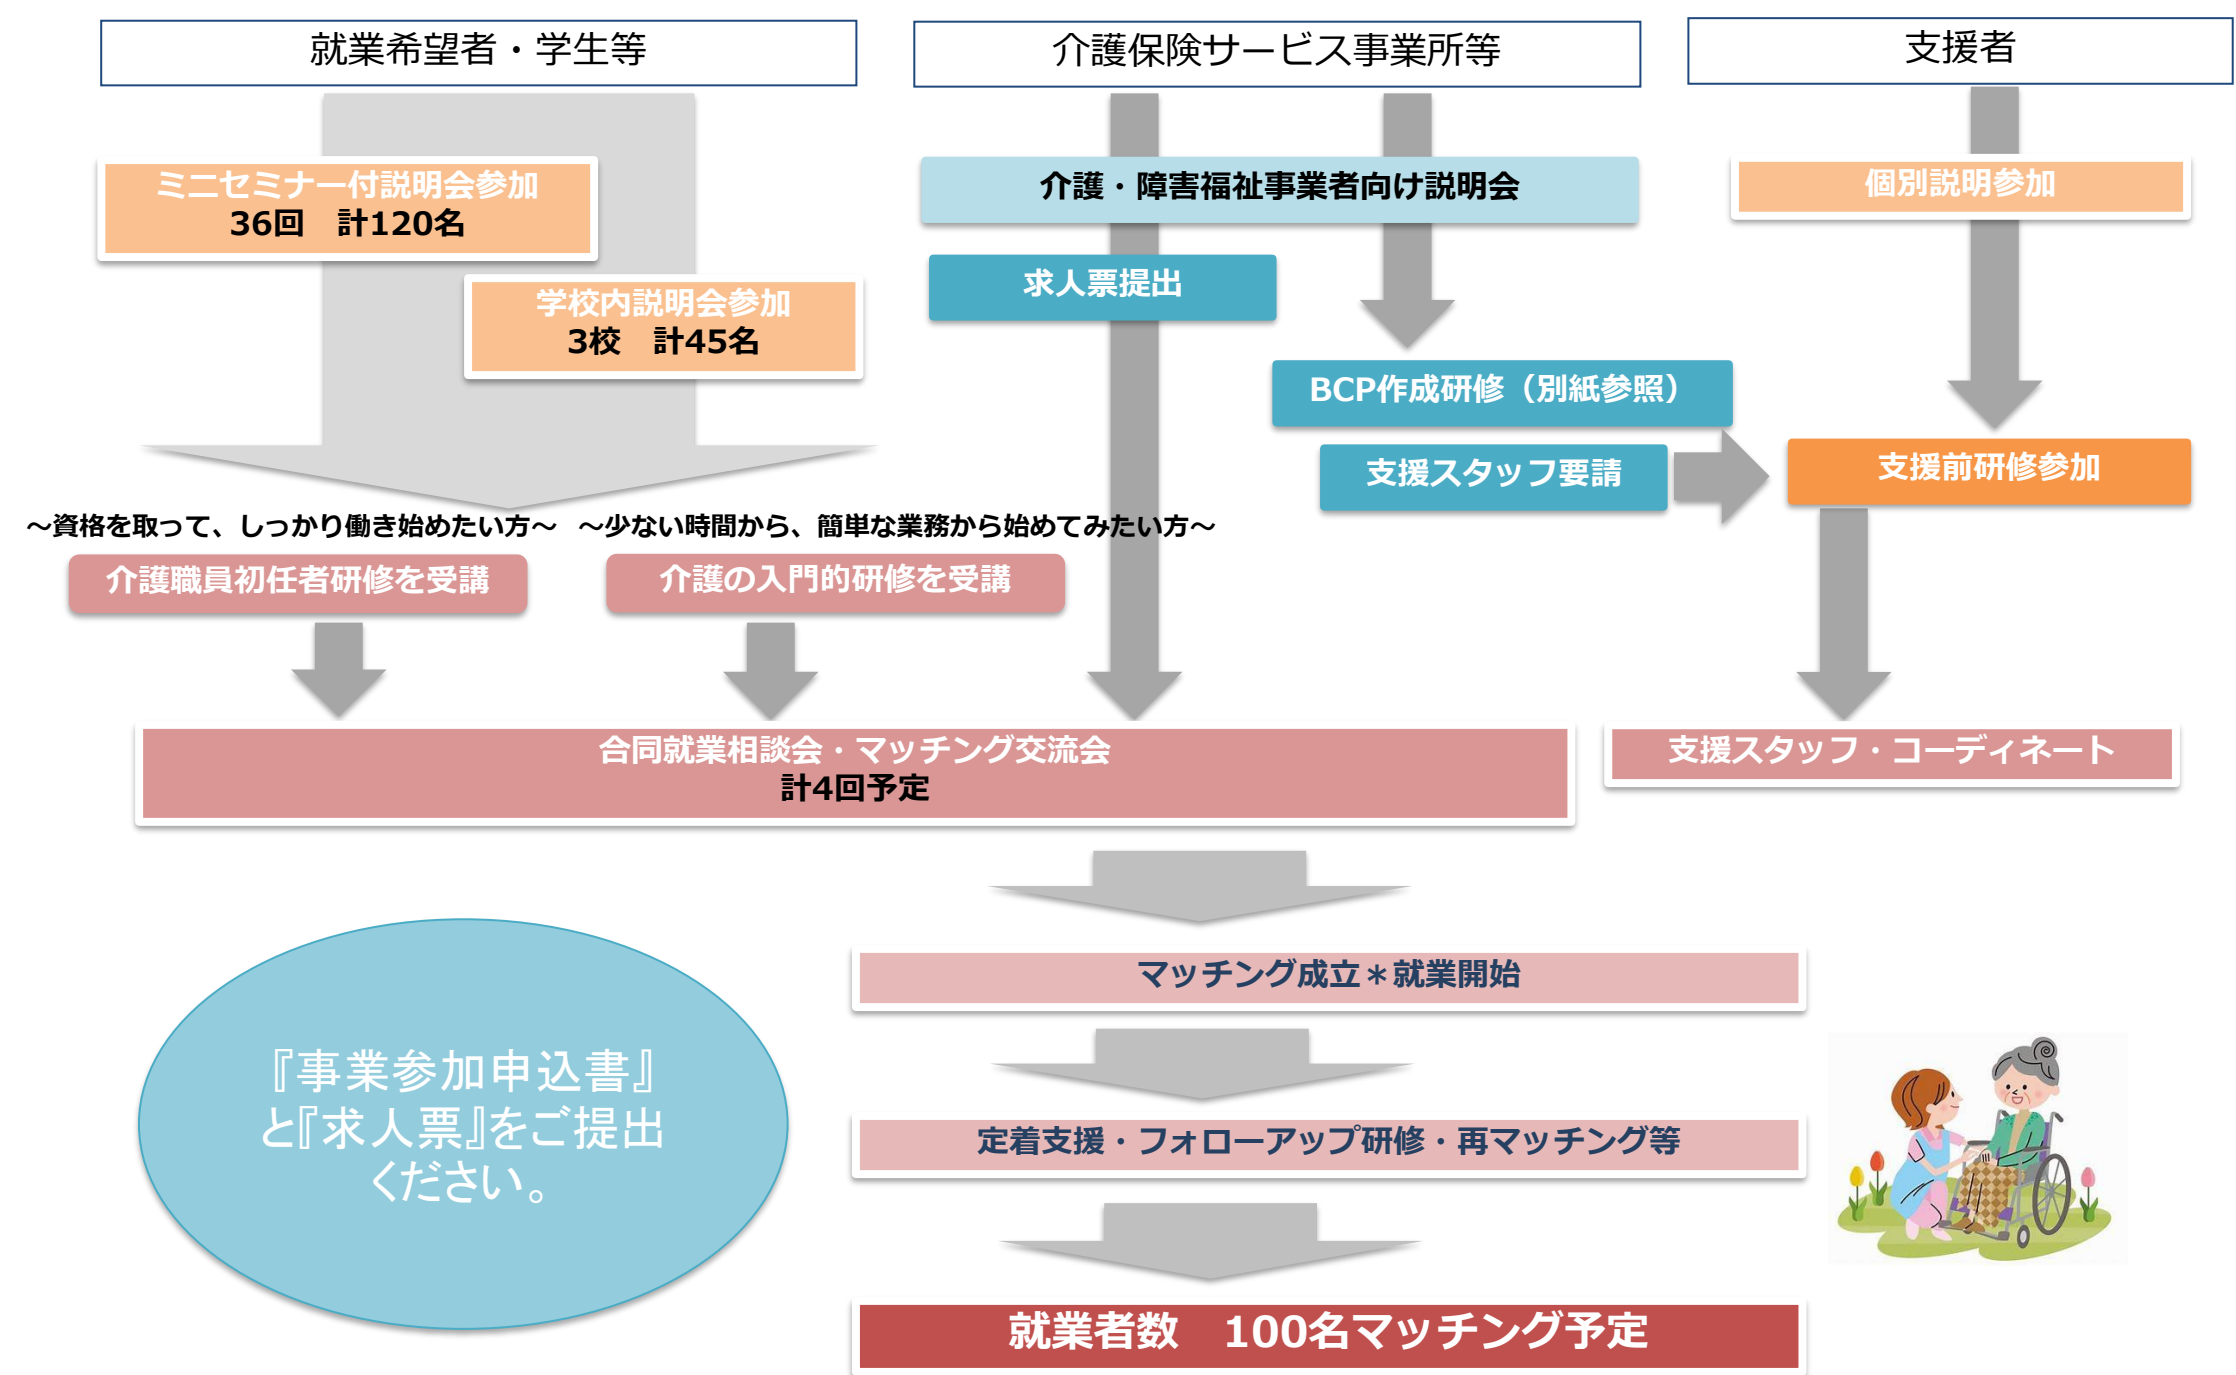 就業希望者・学生等
介護保険サービス事業所等
支援者
ミニセミナー付説明会参加
36回　計120名
介護・障害福祉事業者向け説明会
個別説明参加
求人票提出
学校内説明会参加
3校　計45名
BCP作成研修（別紙参照）
支援スタッフ要請
支援前研修参加
～資格を取って、しっかり働き始めたい方～
～少ない時間から、簡単な業務から始めてみたい方～
介護職員初任者研修を受講
介護の入門的研修を受講
合同就業相談会・マッチング交流会
計4回予定
支援スタッフ・コーディネート
マッチング成立＊就業開始
『事業参加申込書』
と『求人票』をご提出
ください。
定着支援・フォローアップ研修・再マッチング等
就業者数　100名マッチング予定